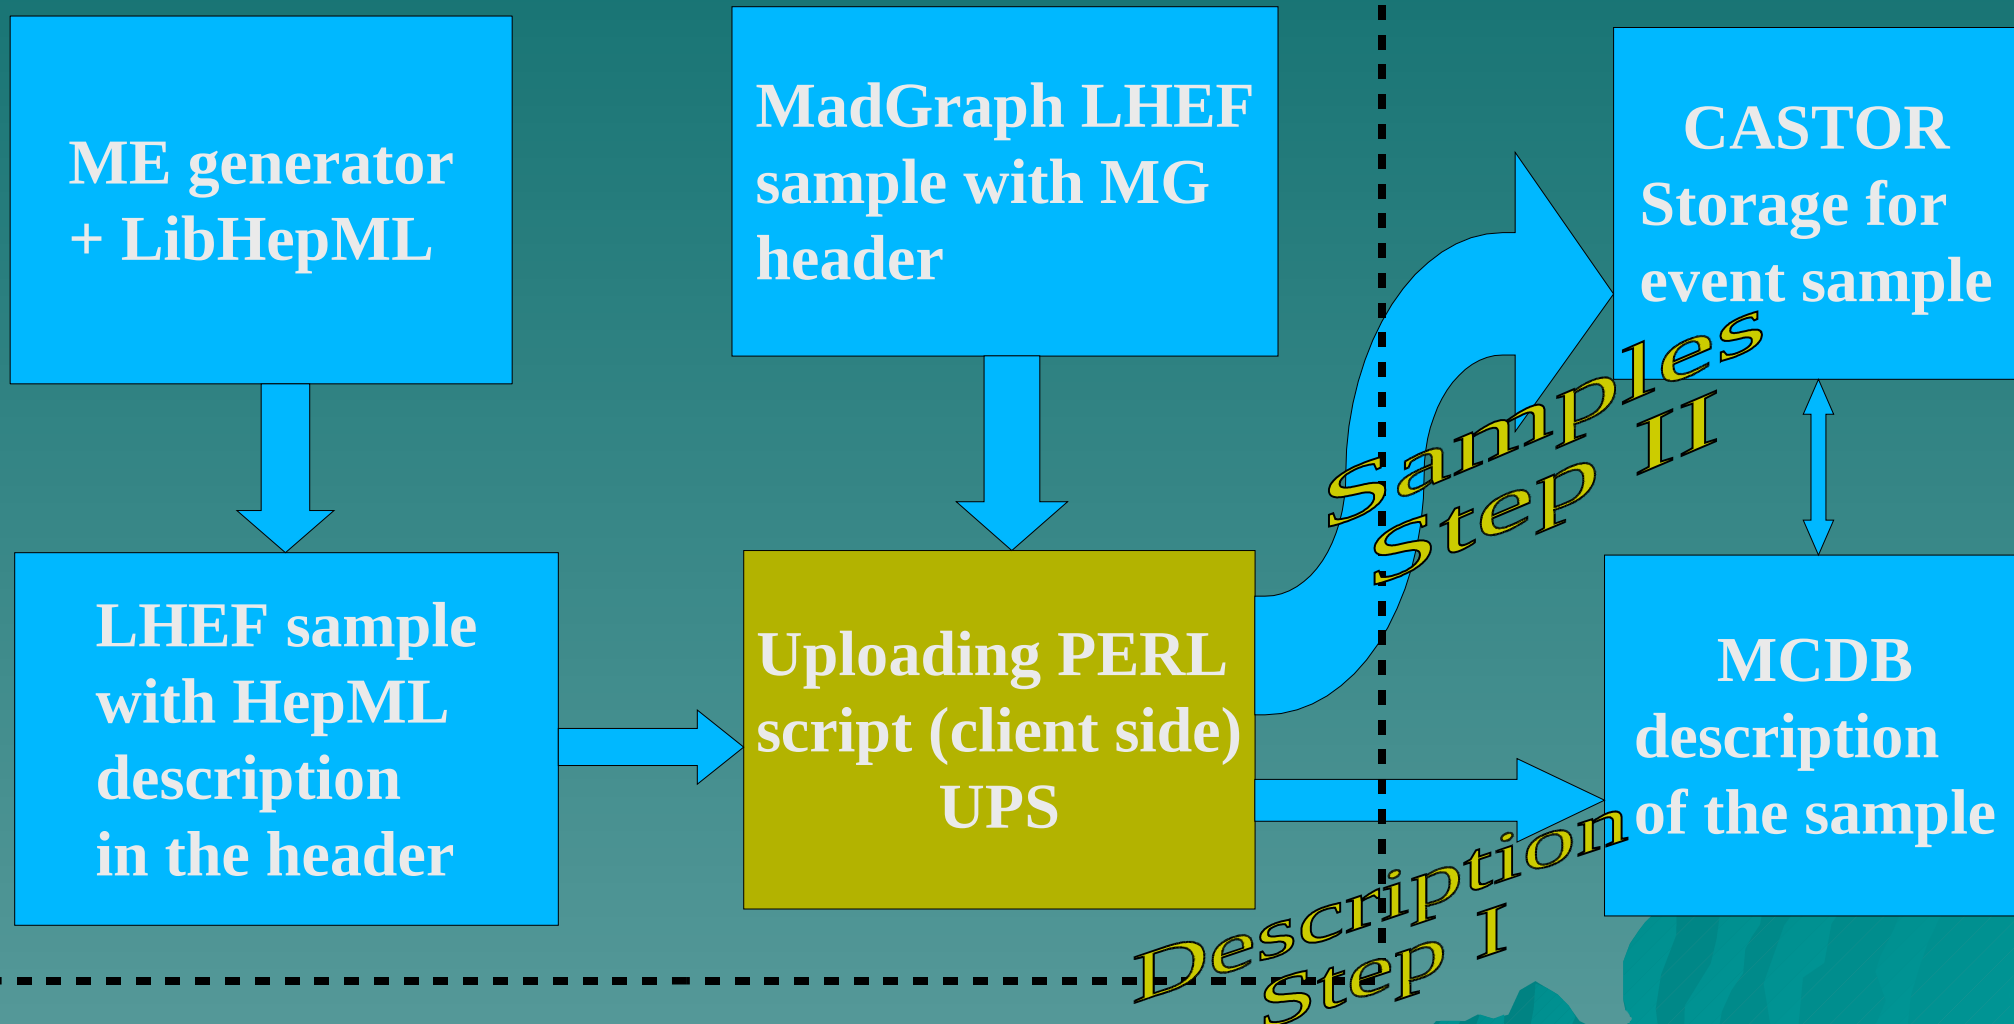 ME generator
+ LibHepML
MadGraph LHEF
sample with MG
header
CASTOR
Storage for
event sample
Samples
Step II
LHEF sample
with HepML
description
in the header
Uploading PERL
script (client side)
UPS
MCDB
description
of the sample
Description
Step I